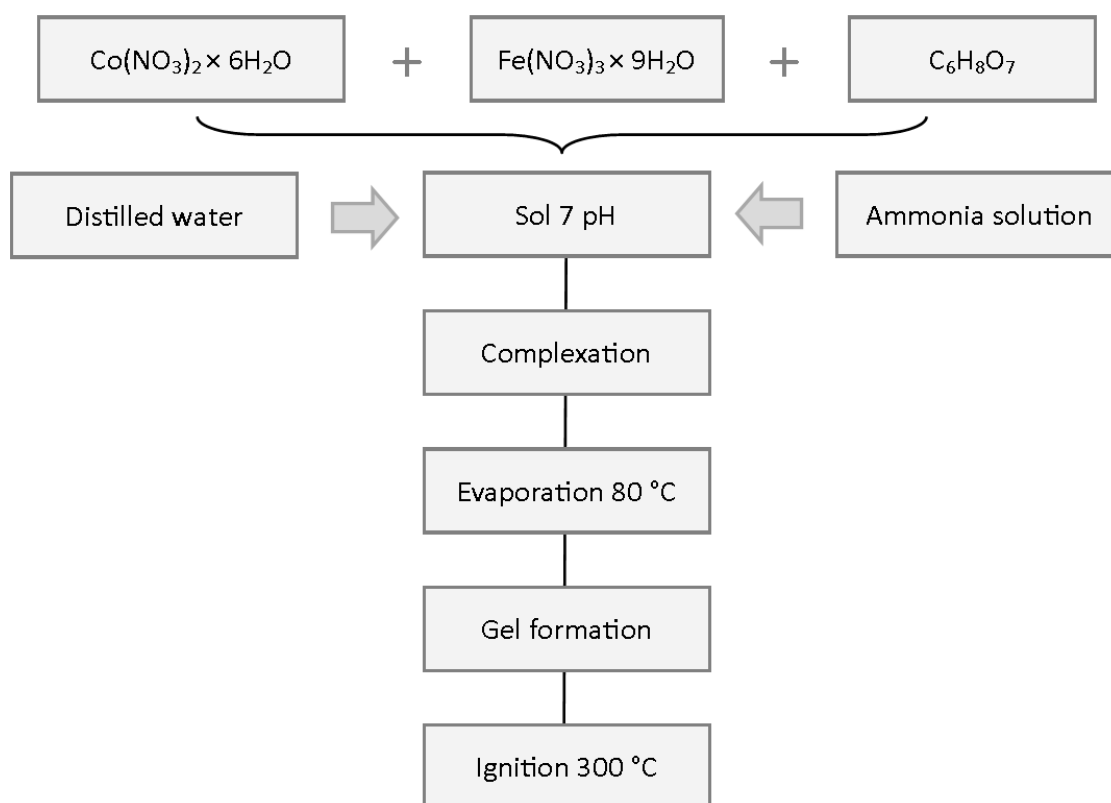 Co(NO₃)₂ × 6H₂O + Fe(NO₃)₃ × 9H₂O + C₆H₈O₇
Distilled water
Sol 7 pH
Ammonia solution
Complexation
Evaporation 80 °C
Gel formation
Ignition 300 °C